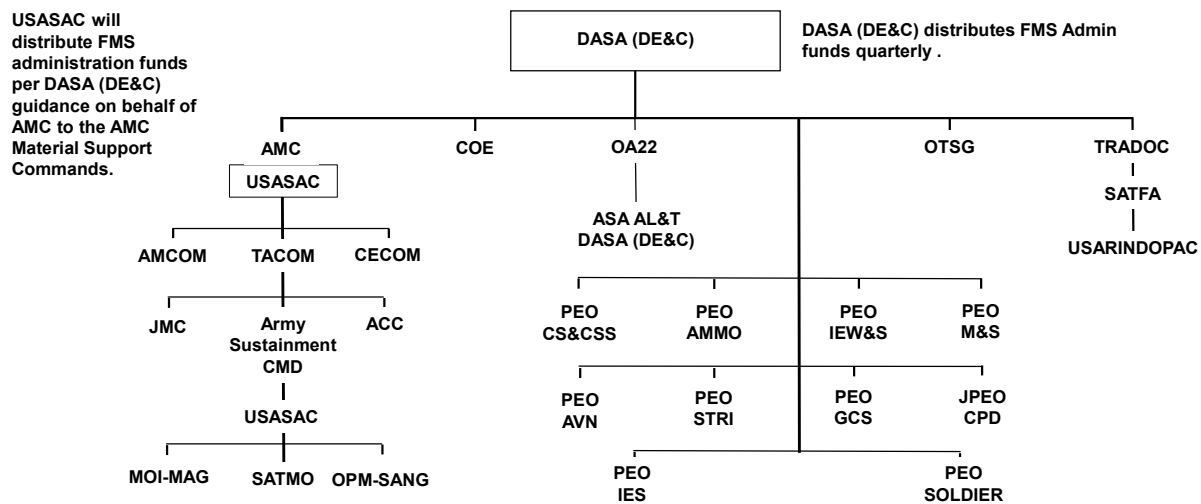 USASAC will
distribute FMS
administration funds
per DASA (DE&C)
guidance on behalf of
AMC to the AMC
Material Support
Commands.
DASA (DE&C)
DASA (DE&C) distributes FMS Admin
funds quarterly .
AMC
COE
OA22
OTSG
TRADOC
USASAC
ASA AL&T
DASA (DE&C)
SATFA
USARINDOPAC
AMCOM
TACOM
CECOM
JMC
Army
Sustainment
CMD
ACC
USASAC
MOI-MAG
SATMO
OPM-SANG
PEO
CS&CSS
PEO
AMMO
PEO
IEW&S
PEO
M&S
PEO
AVN
PEO
STRI
PEO
GCS
JPEO
CPD
PEO
IES
PEO
SOLDIER